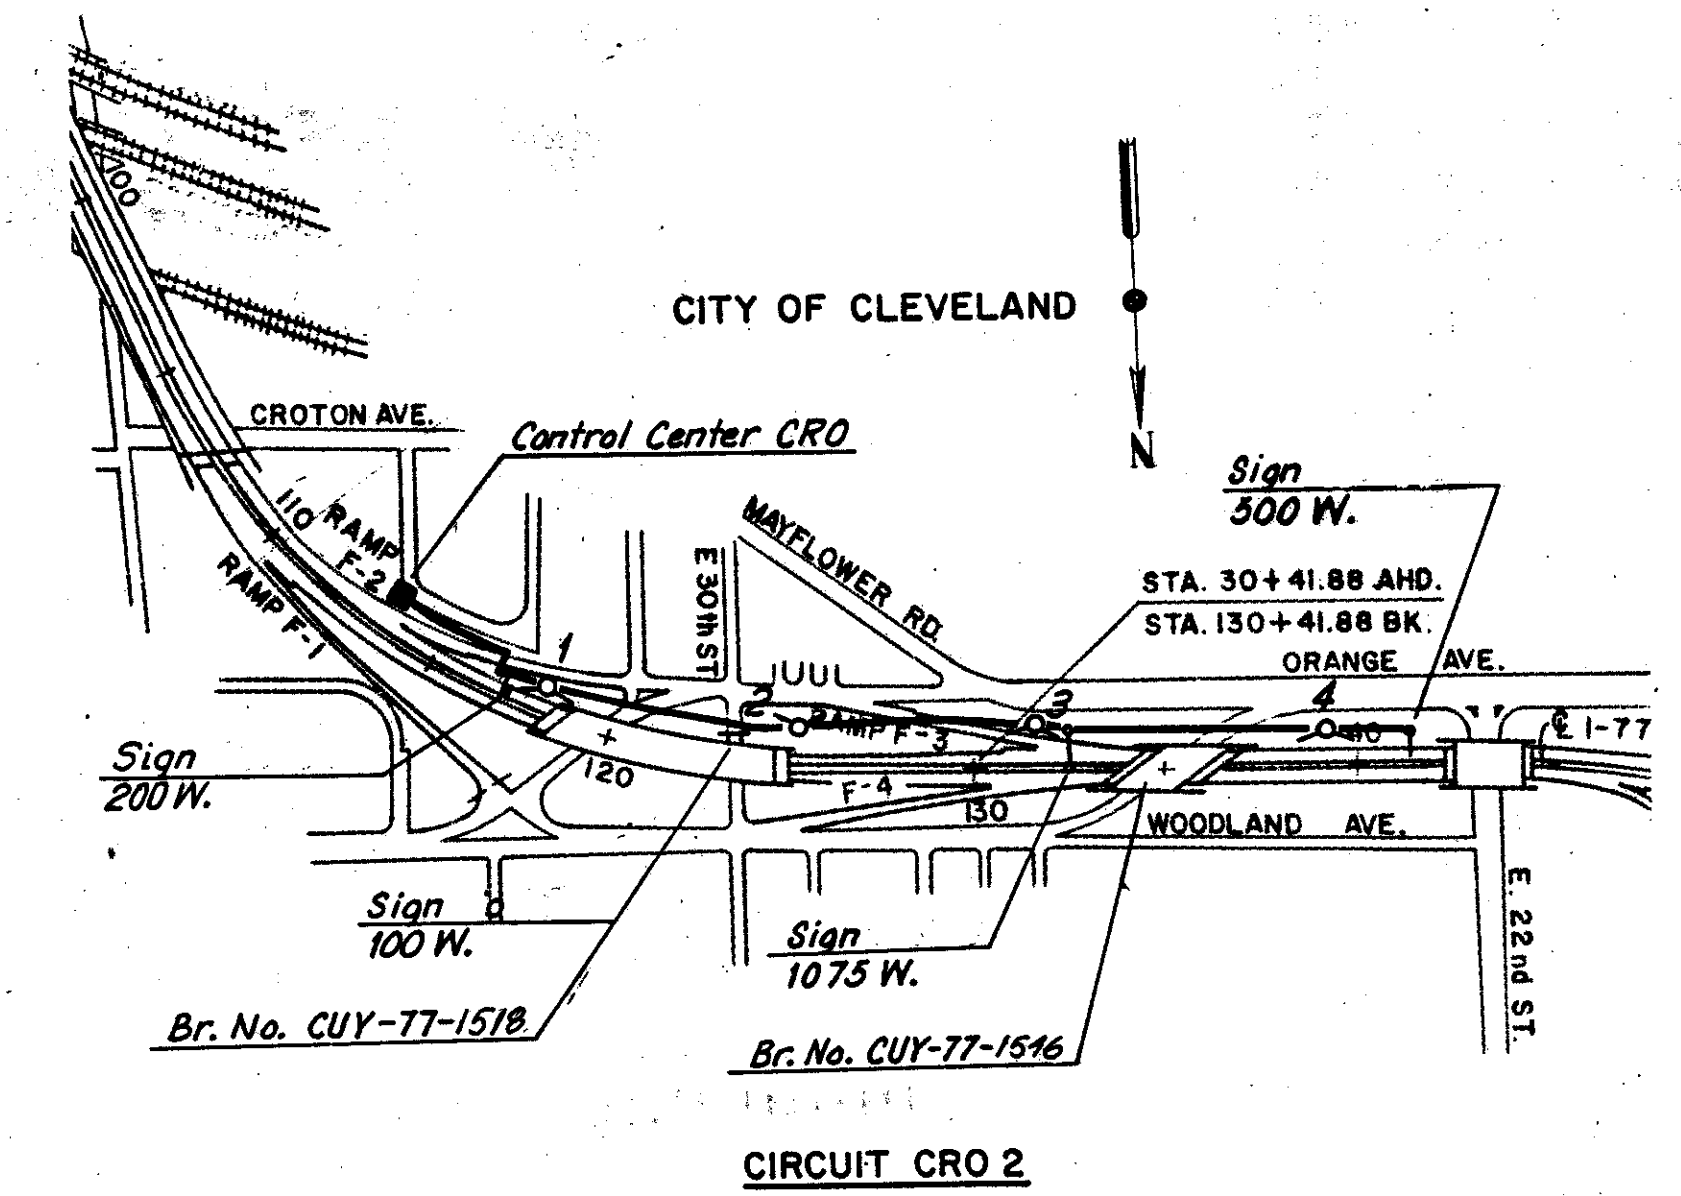 100
CITY OF CLEVELAND
CROTON AVE.
Control Center CRO
N
Sign
500 W.
110
RAMP
F-2
MAYFLOWER RD.
RAMP F-1
E 30th ST
STA. 30+41.88 AHD.
STA. 130+41.88 BK.
1
ORANGE AVE.
2
3
4
RAMP F-3
40
℄ I-77
Sign
200 W.
120
F-4
130
WOODLAND AVE.
E. 22nd ST.
Sign
100 W.
Sign
1075 W.
Br. No. CUY-77-1518
Br. No. CUY-77-1546
CIRCUIT CRO 2